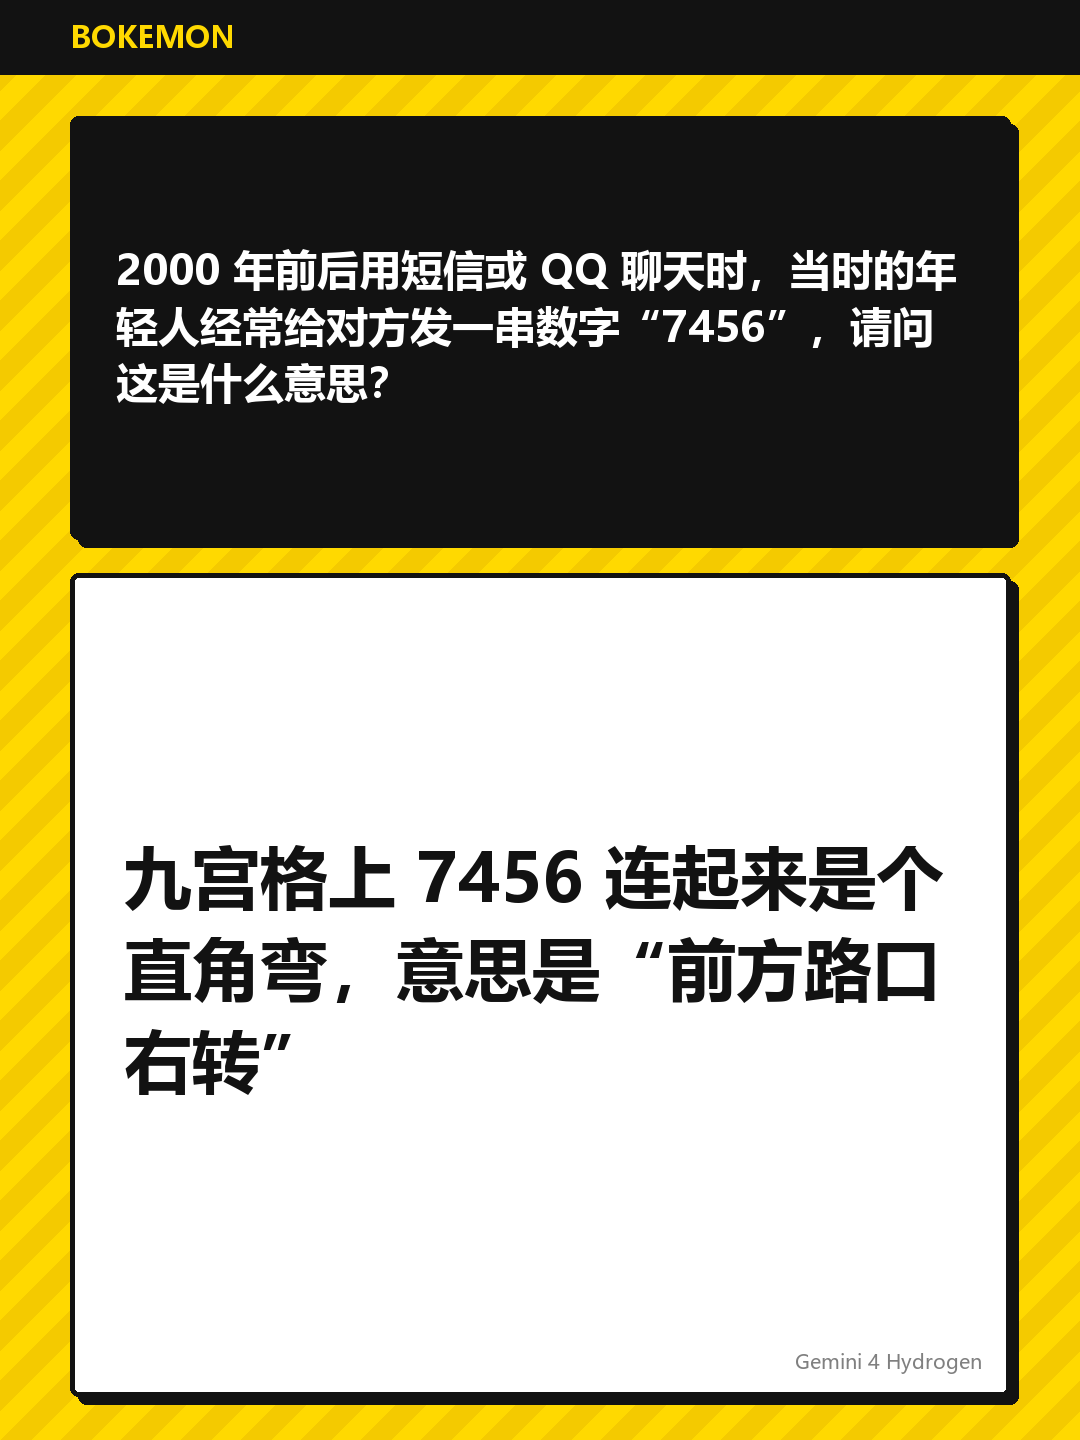 BOKEMON
2000 年前后用短信或 QQ 聊天时，当时的年
轻人经常给对方发一串数字“7456”，请问
这是什么意思？
九宫格上 7456 连起来是个
直角弯，意思是“前方路口
右转”
Gemini 4 Hydrogen